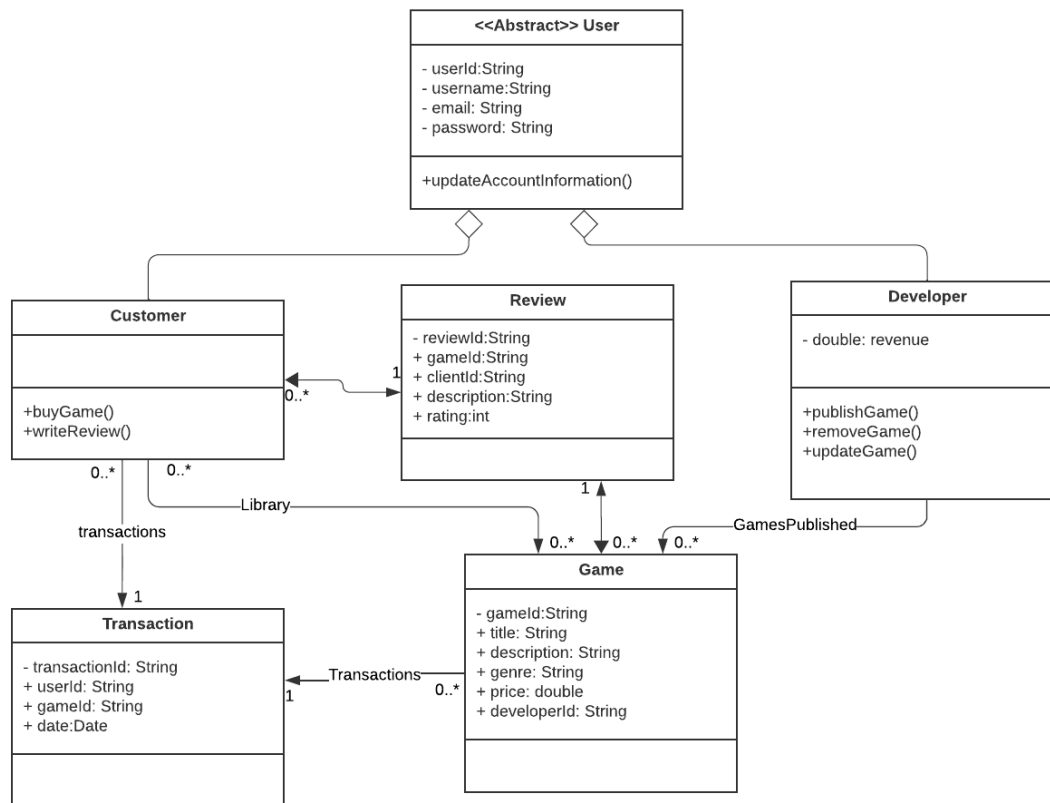 <<Abstract>> User
- userId:String
- username:String
- email: String
- password: String
+updateAccountInformation()
Customer
+buyGame()
+writeReview()
Review
- reviewId:String
+ gameId:String
+ clientId:String
+ description:String
+ rating:int
Developer
- double: revenue
+publishGame()
+removeGame()
+updateGame()
0..*
1
0..*
0..*
transactions
1
Library
0..*
1
0..*
GamesPublished
0..*
Transaction
- transactionId: String
+ userId: String
+ gameId: String
+ date:Date
Transactions
1
0..*
Game
- gameId:String
+ title: String
+ description: String
+ genre: String
+ price: double
+ developerId: String